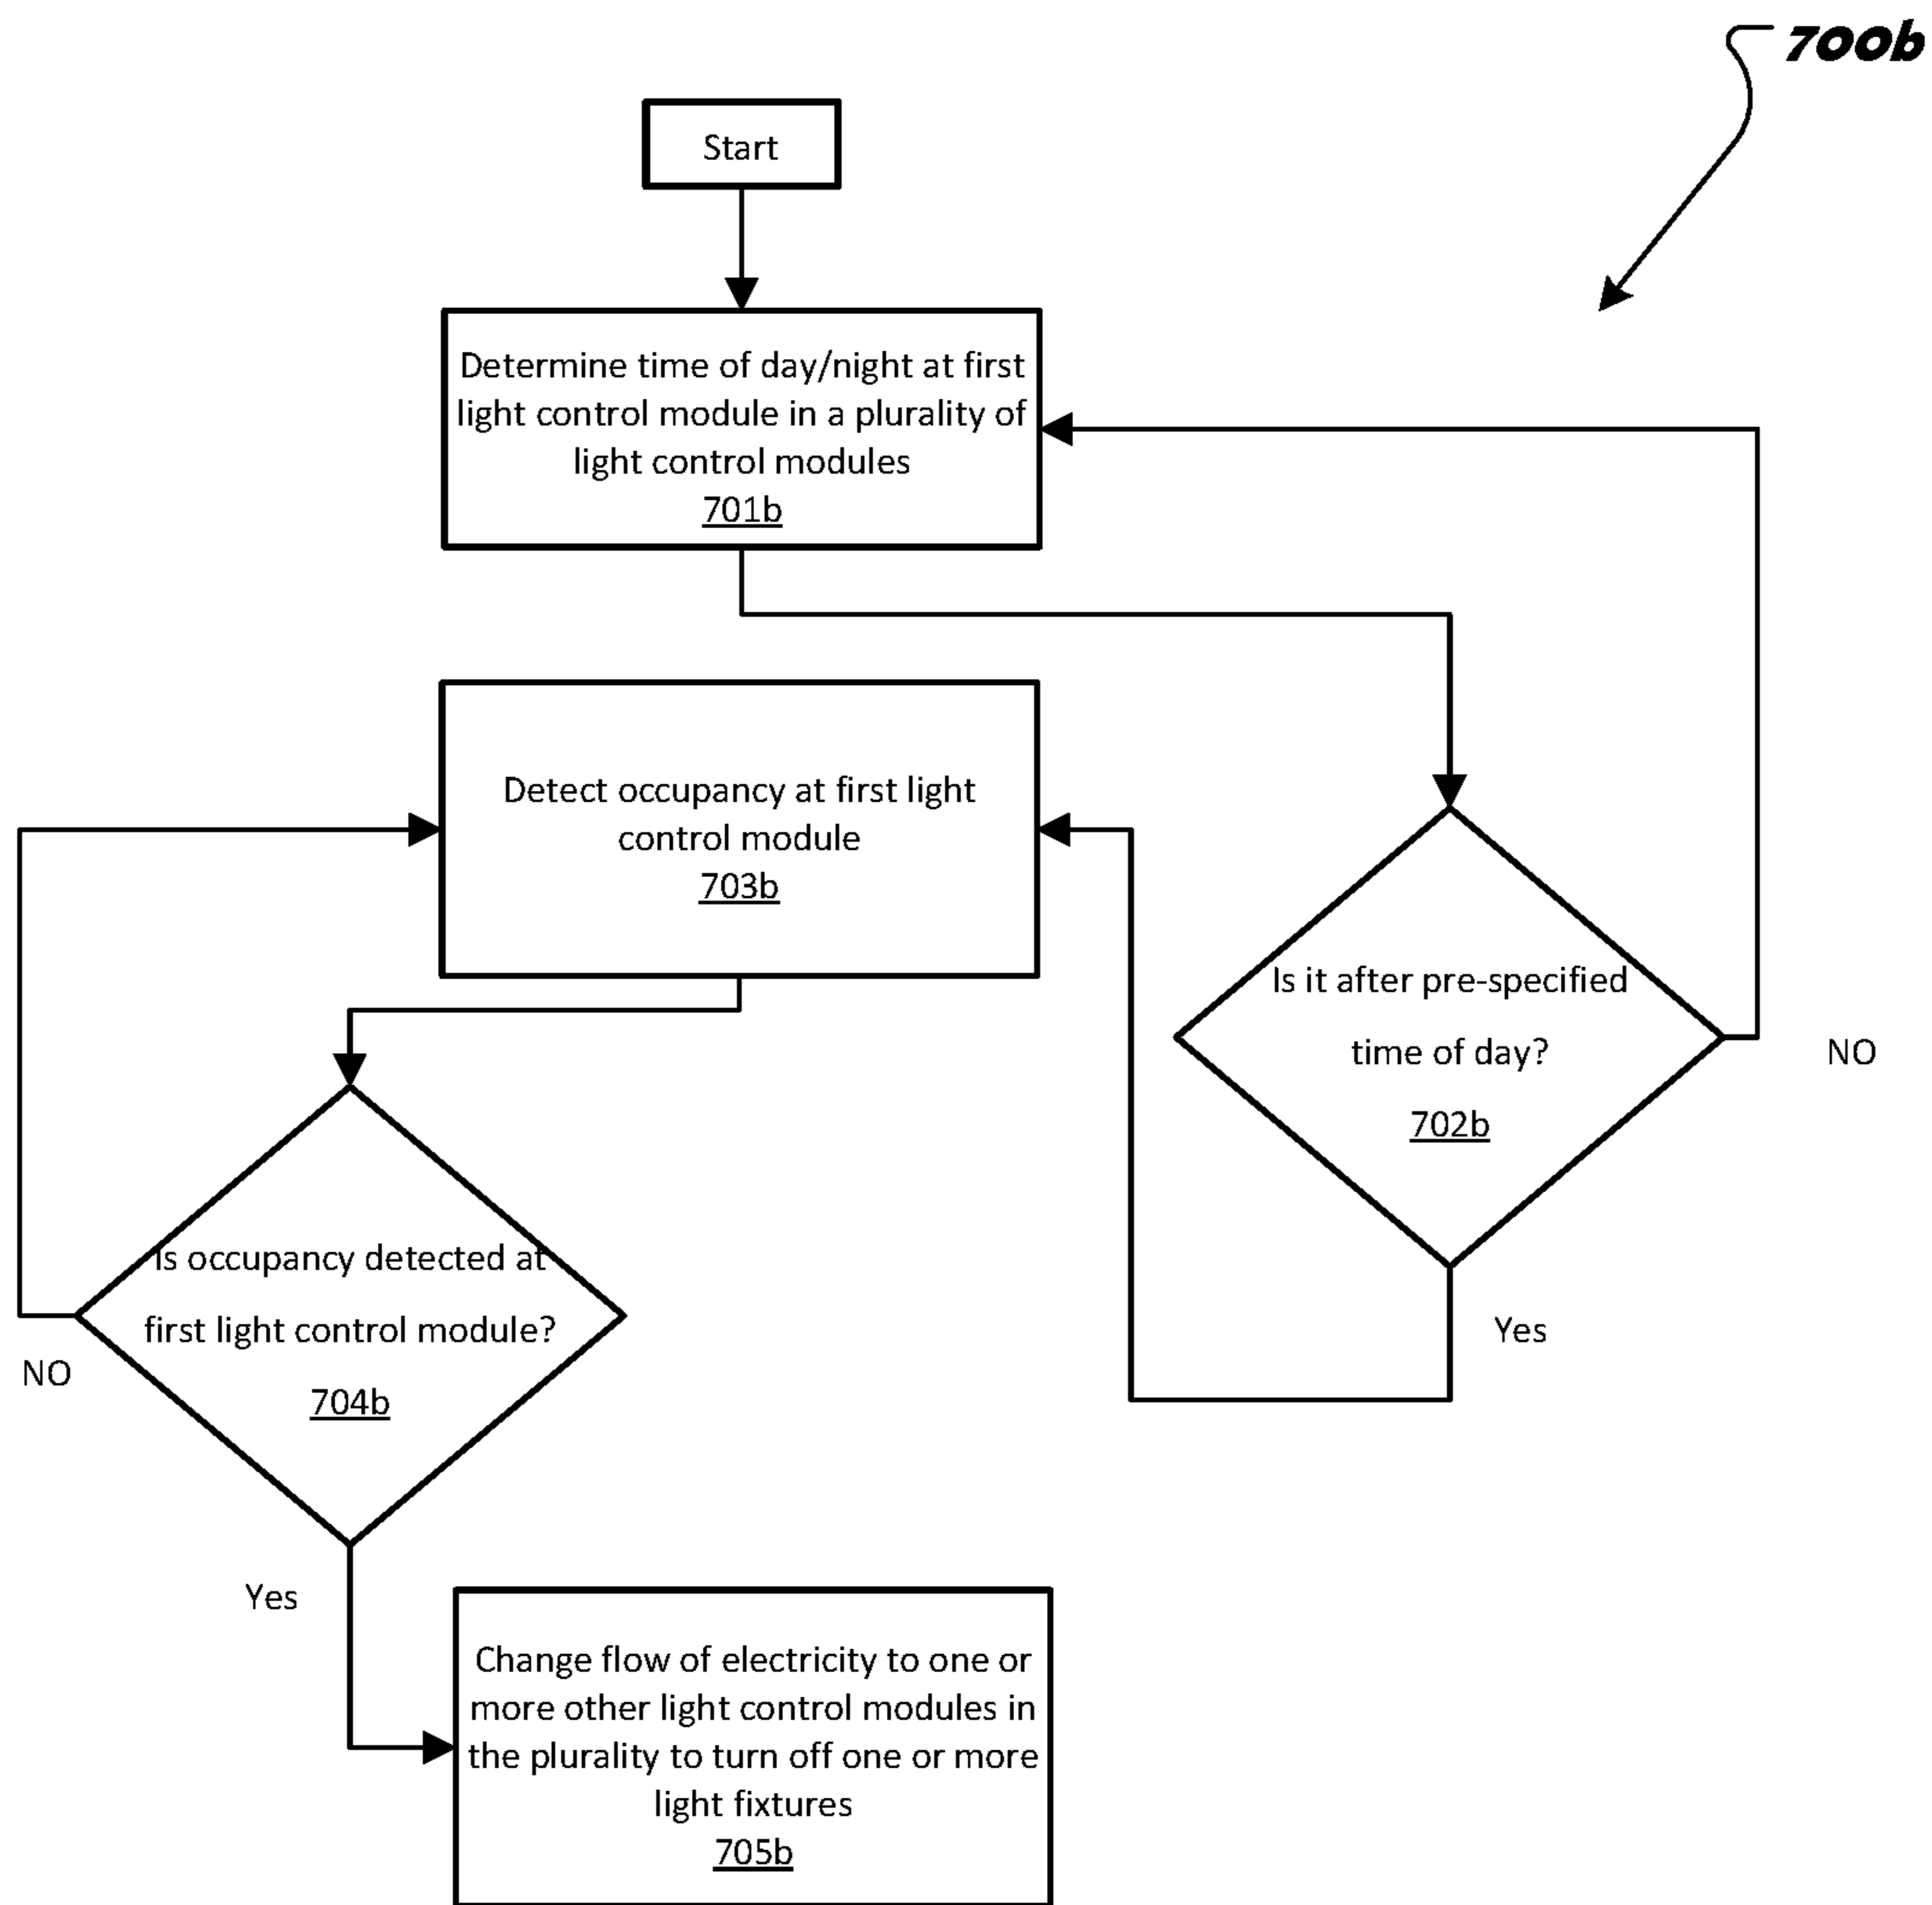 700b
Start
Determine time of day/night at first
light control module in a plurality of
light control modules
701b
Detect occupancy at first light
control module
703b
Is it after pre-specified
time of day?
702b
NO
Yes
Is occupancy detected at
first light control module?
704b
NO
Yes
Change flow of electricity to one or
more other light control modules in
the plurality to turn off one or more
light fixtures
705b